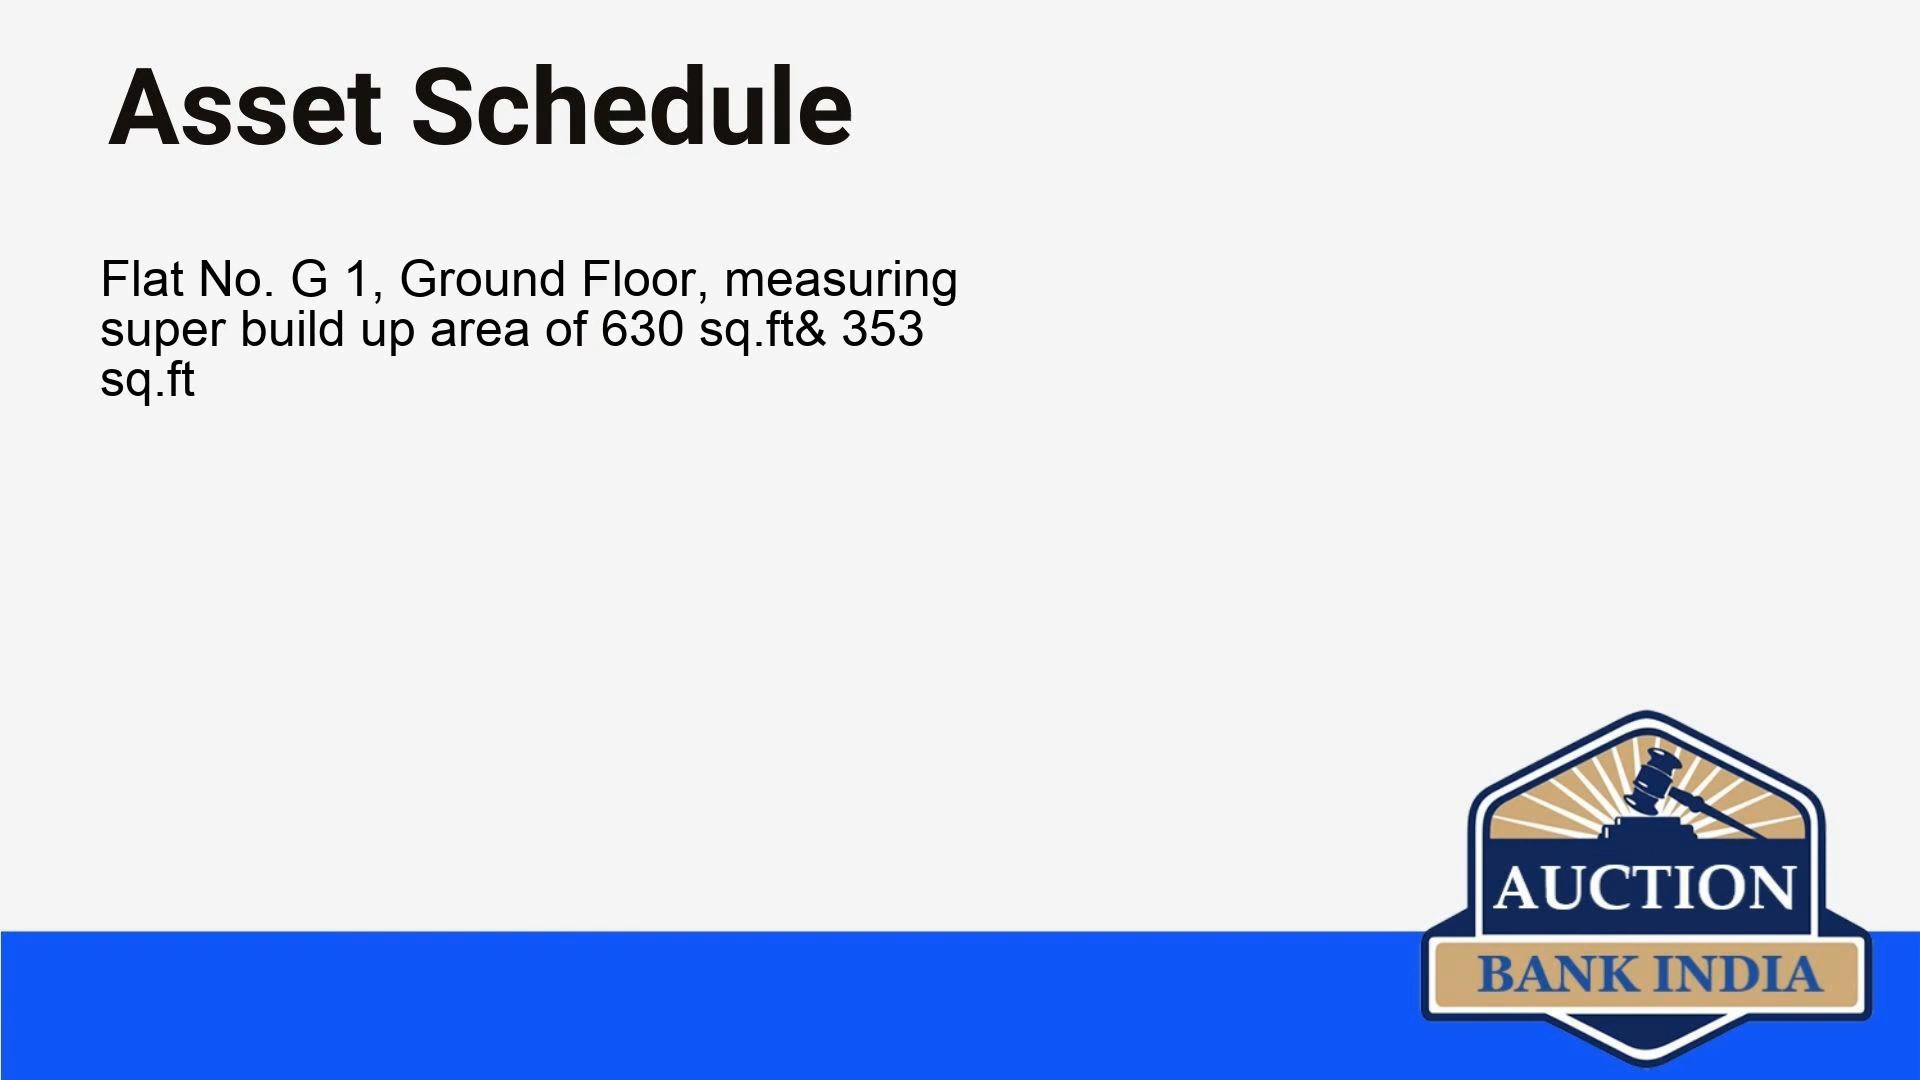 Asset Schedule
Flat No. G 1, Ground Floor, measuring
super build up area of 630 sq.ft& 353
sq.ft
AUCTION
BANK INDIA